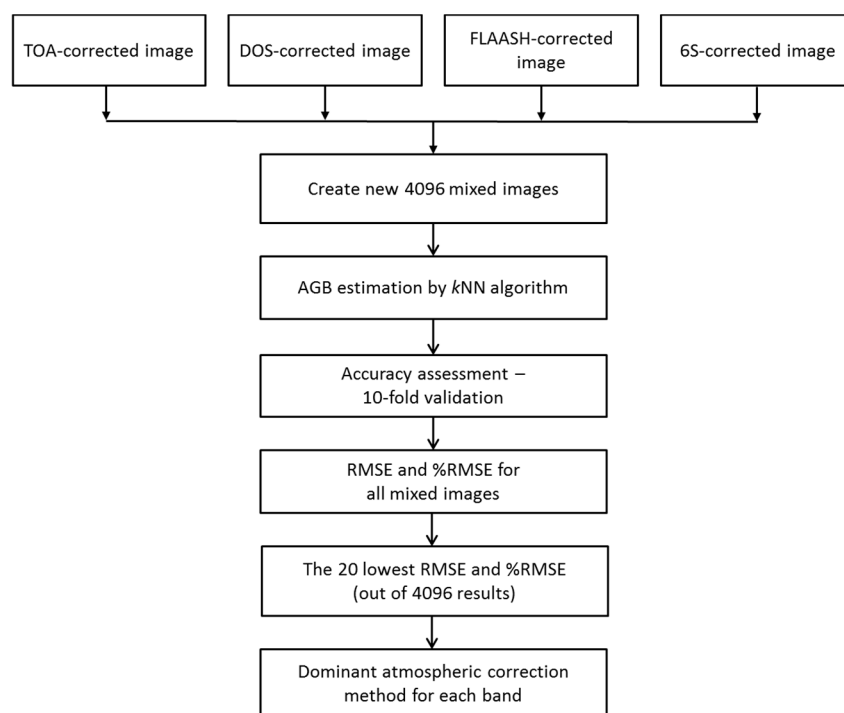 TOA-corrected image
DOS-corrected image
FLAASH-corrected
image
6S-corrected image
Create new 4096 mixed images
AGB estimation by kNN algorithm
Accuracy assessment –
10-fold validation
RMSE and %RMSE for
all mixed images
The 20 lowest RMSE and %RMSE
(out of 4096 results)
Dominant atmospheric correction
method for each band